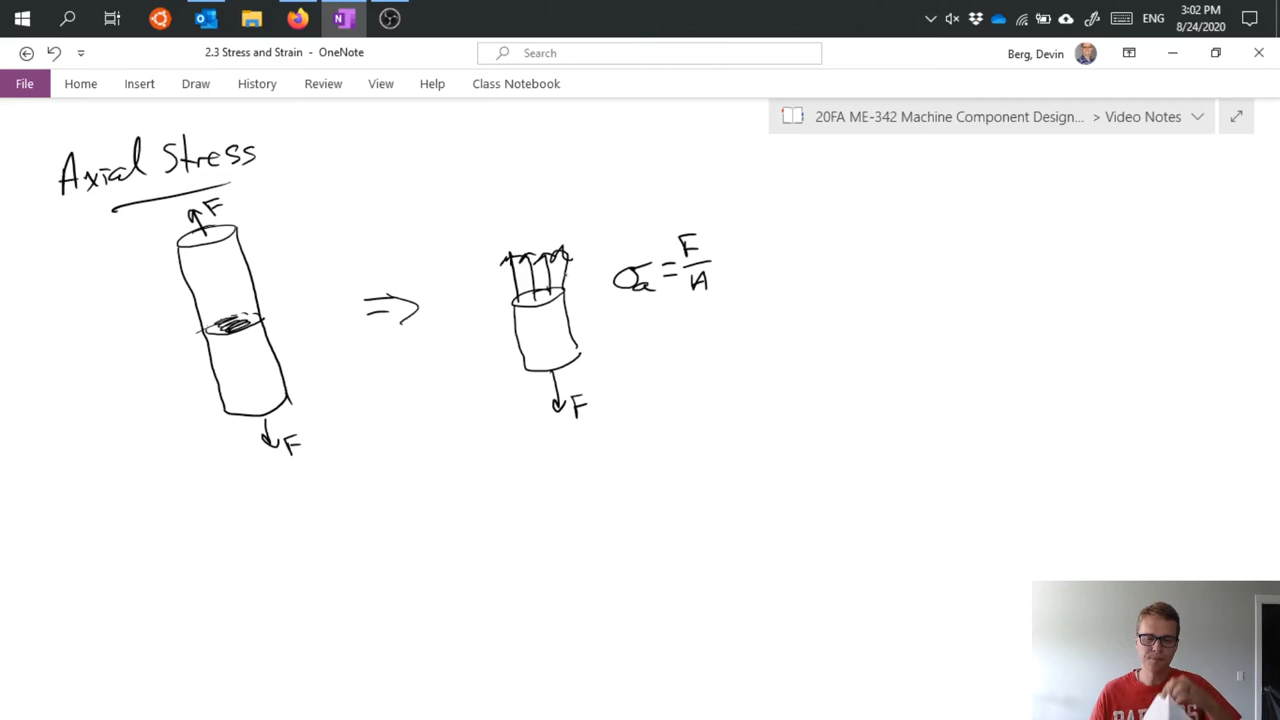 3:02 PM
ENG
8/24/2020
2.3 Stress and Strain - OneNote
Search
Berg, Devin
File Home Insert Draw History Review View Help Class Notebook
20FA ME-342 Machine Component Design... > Video Notes
Axial Stress
F
F
σa = F/A
F